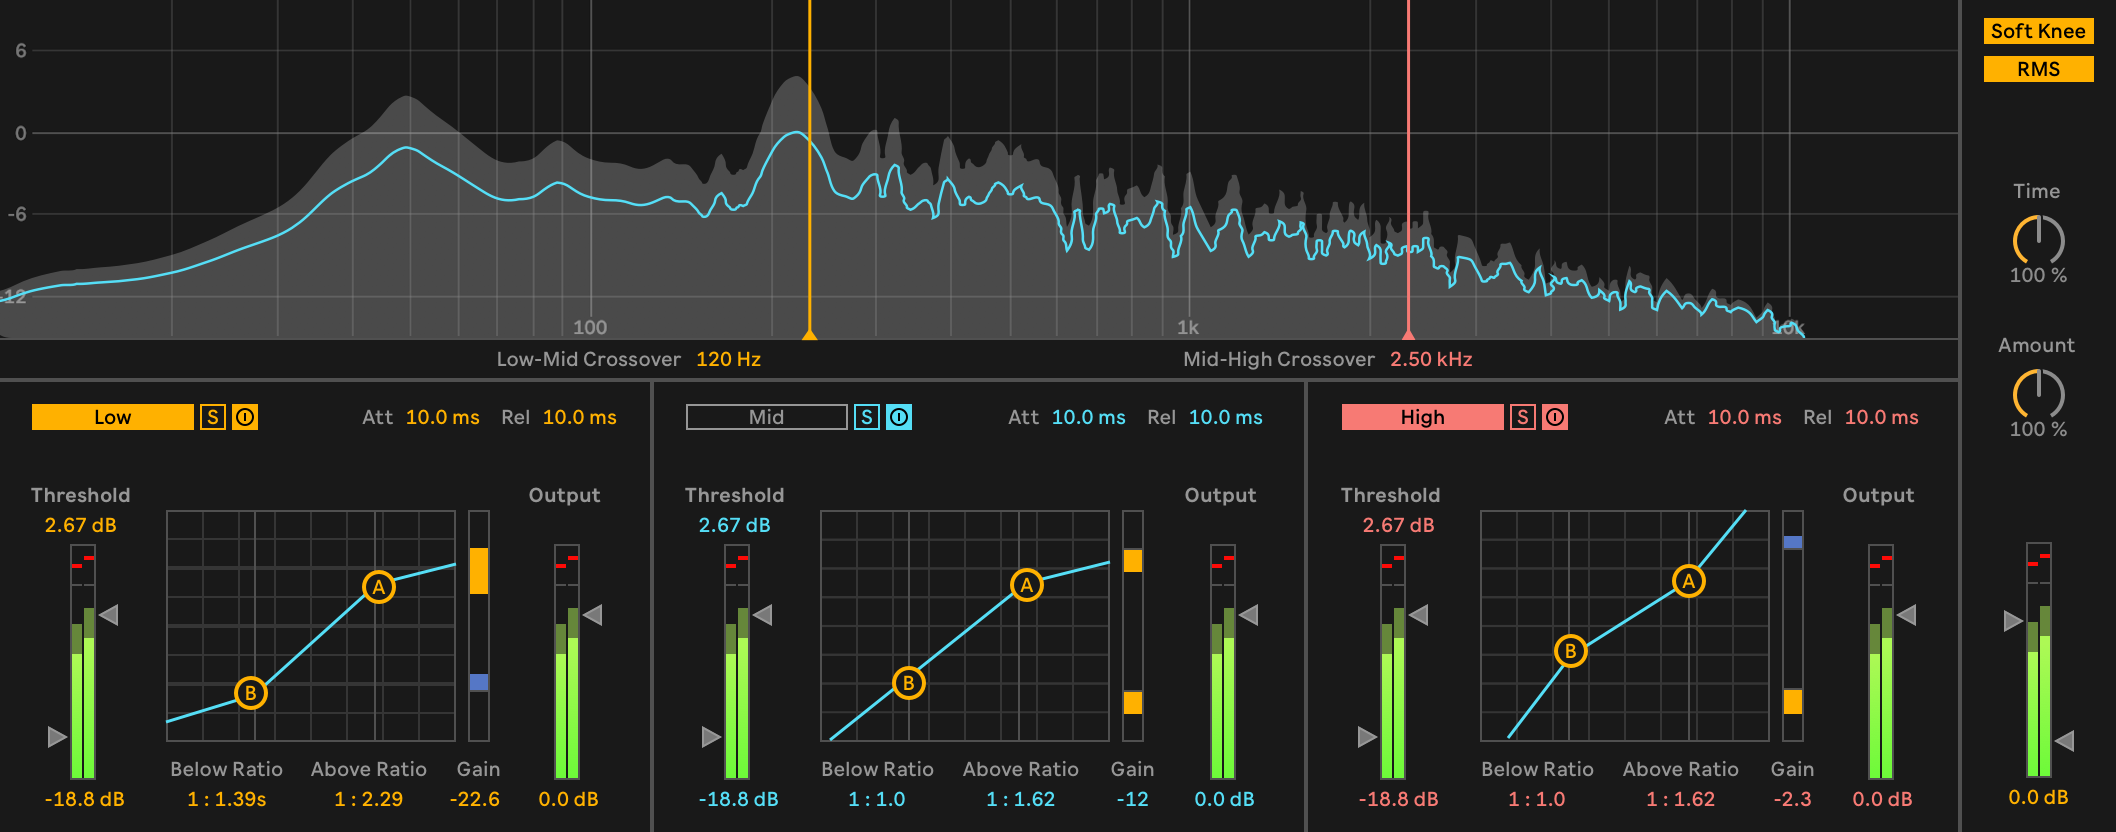 6
0
-6
-12
100
1k
10k
Low-Mid Crossover 120 Hz
Mid-High Crossover 2.50 kHz
Soft Knee
RMS
Time
100 %
Amount
100 %
0.0 dB
Low S Att 10.0 ms Rel 10.0 ms
Threshold Output
2.67 dB
A
B
Below Ratio Above Ratio Gain
-18.8 dB 1 : 1.39s 1 : 2.29 -22.6 0.0 dB
Mid S Att 10.0 ms Rel 10.0 ms
Threshold Output
2.67 dB
A
B
Below Ratio Above Ratio Gain
-18.8 dB 1 : 1.0 1 : 1.62 -12 0.0 dB
High S Att 10.0 ms Rel 10.0 ms
Threshold Output
2.67 dB
A
B
Below Ratio Above Ratio Gain
-18.8 dB 1 : 1.0 1 : 1.62 -2.3 0.0 dB